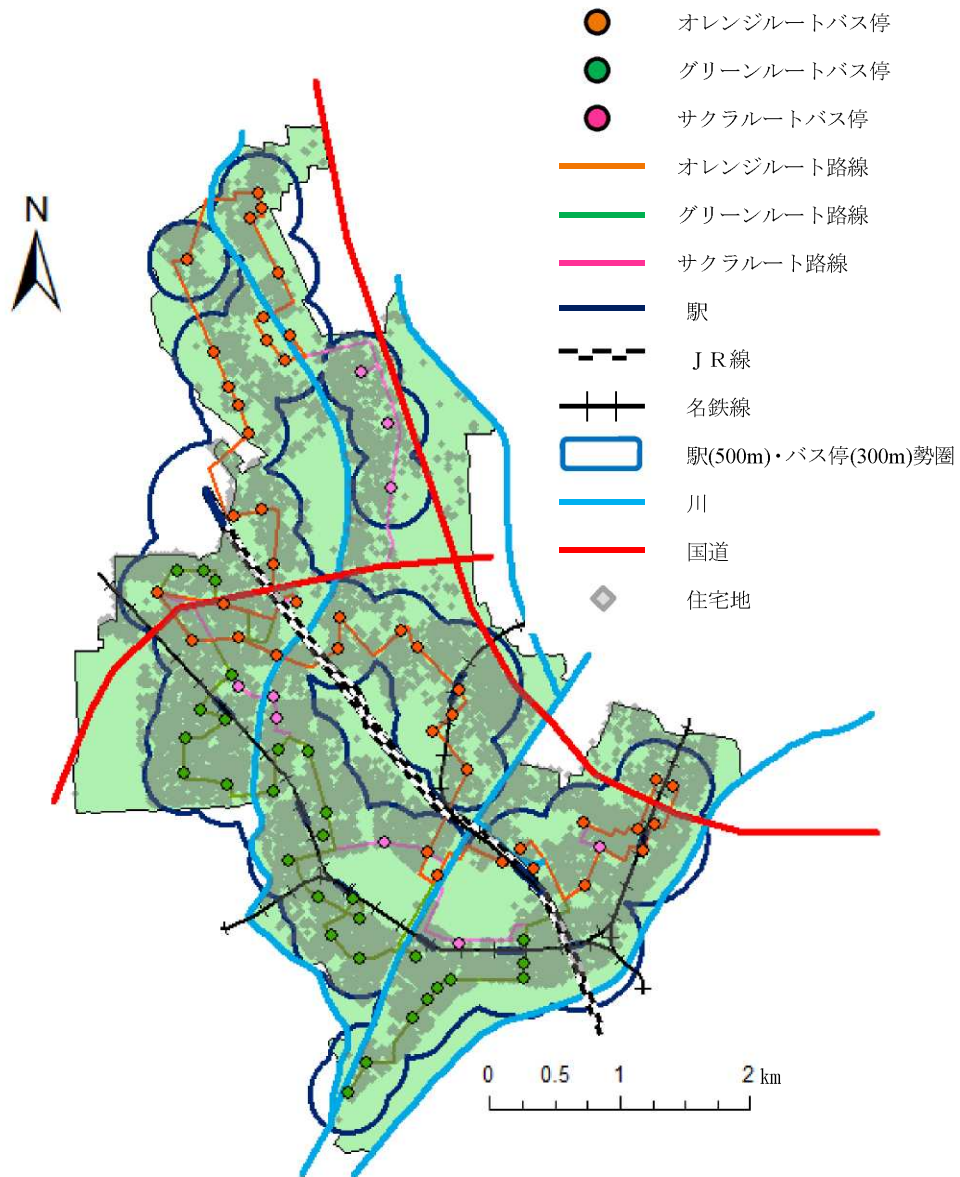 オレンジルートバス停
グリーンルートバス停
サクラルートバス停
オレンジルート路線
グリーンルート路線
サクラルート路線
駅
ＪＲ線
名鉄線
駅(500m)・バス停(300m)勢圏
川
国道
住宅地
N
0 0.5 1 2 km